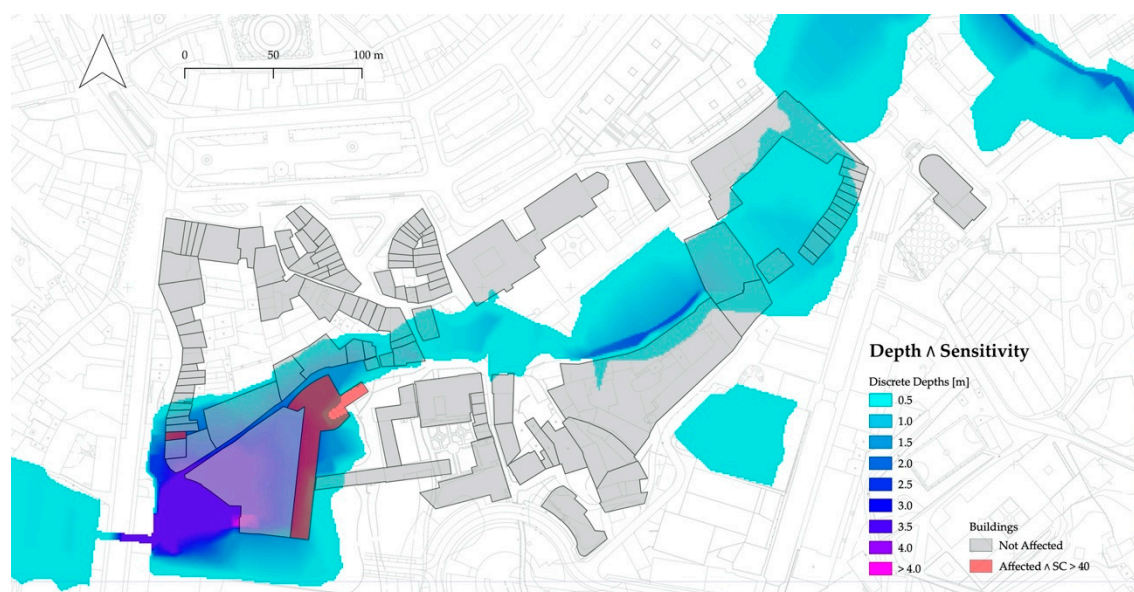 0 50 100 m
Depth ∧ Sensitivity
Discrete Depths [m]
0.5
1.0
1.5
2.0
2.5
3.0
3.5
4.0
> 4.0
Buildings
Not Affected
Affected ∧ SC > 40